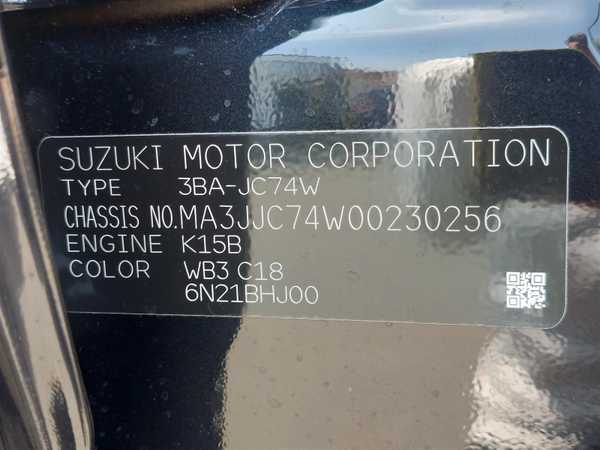 SUZUKI MOTOR CORPORATION
TYPE 3BA-JC74W
CHASSIS NO.MA3JJC74W00230256
ENGINE K15B
COLOR WB3 C18
6N21BHJ00